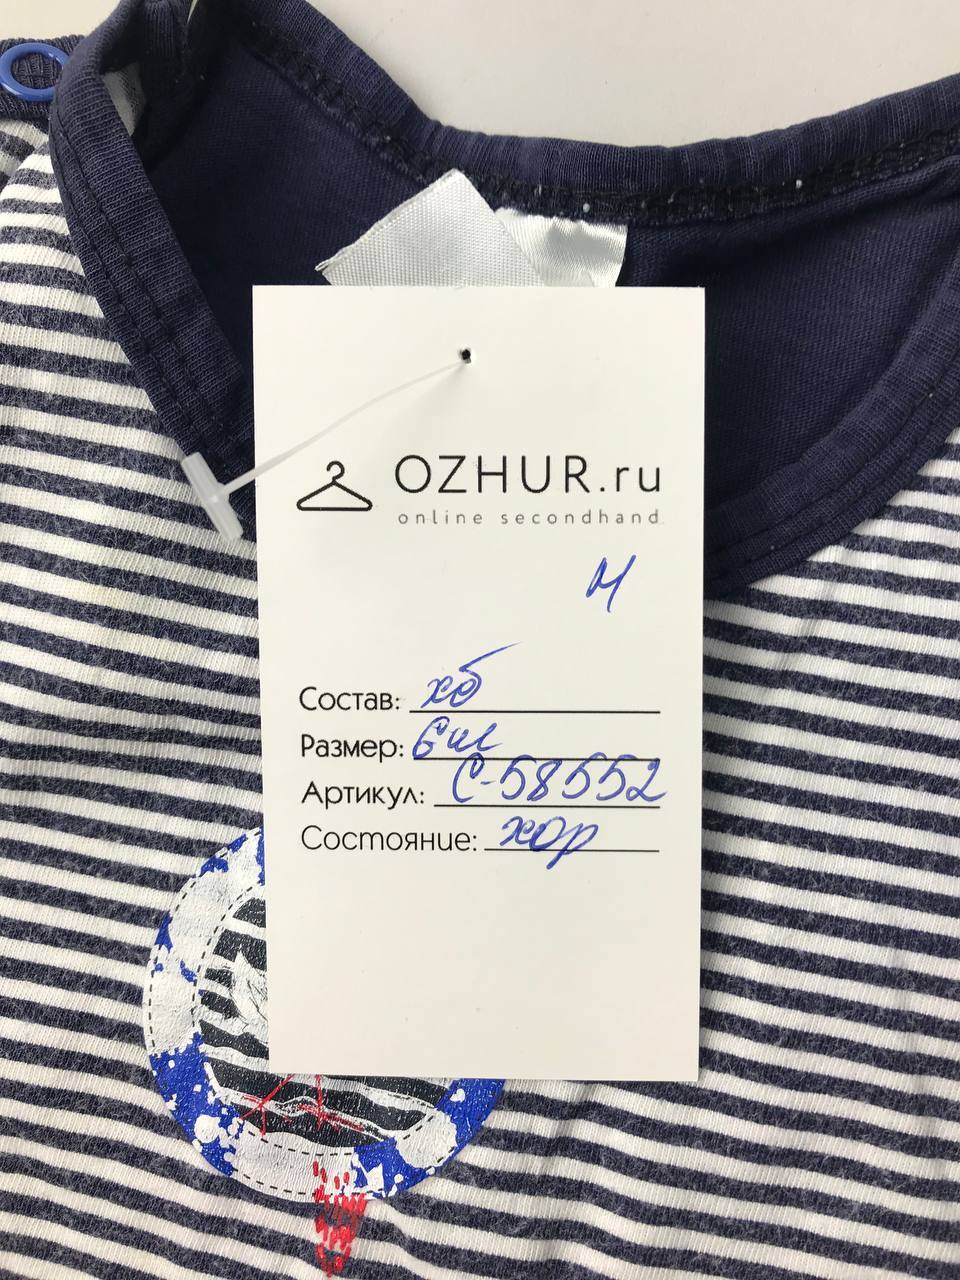 OZHUR.ru
online secondhand
М
Состав: хб
Размер: 6м
Артикул: С-58552
Состояние: хор